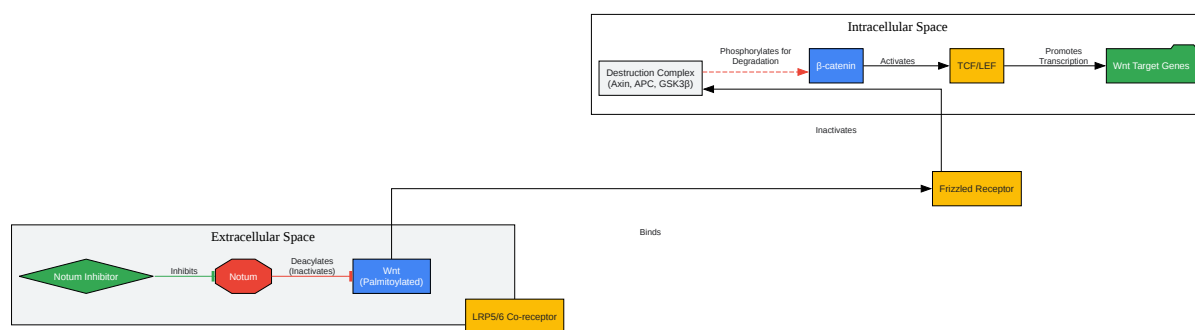 Intracellular Space
Phosphorylates for
Degradation
Destruction Complex
(Axin, APC, GSK3β)
β-catenin
Activates
TCF/LEF
Promotes
Transcription
Wnt Target Genes
Inactivates
Frizzled Receptor
Binds
Extracellular Space
Notum Inhibitor
Inhibits
Notum
Deacylates
(Inactivates)
Wnt
(Palmitoylated)
LRP5/6 Co-receptor